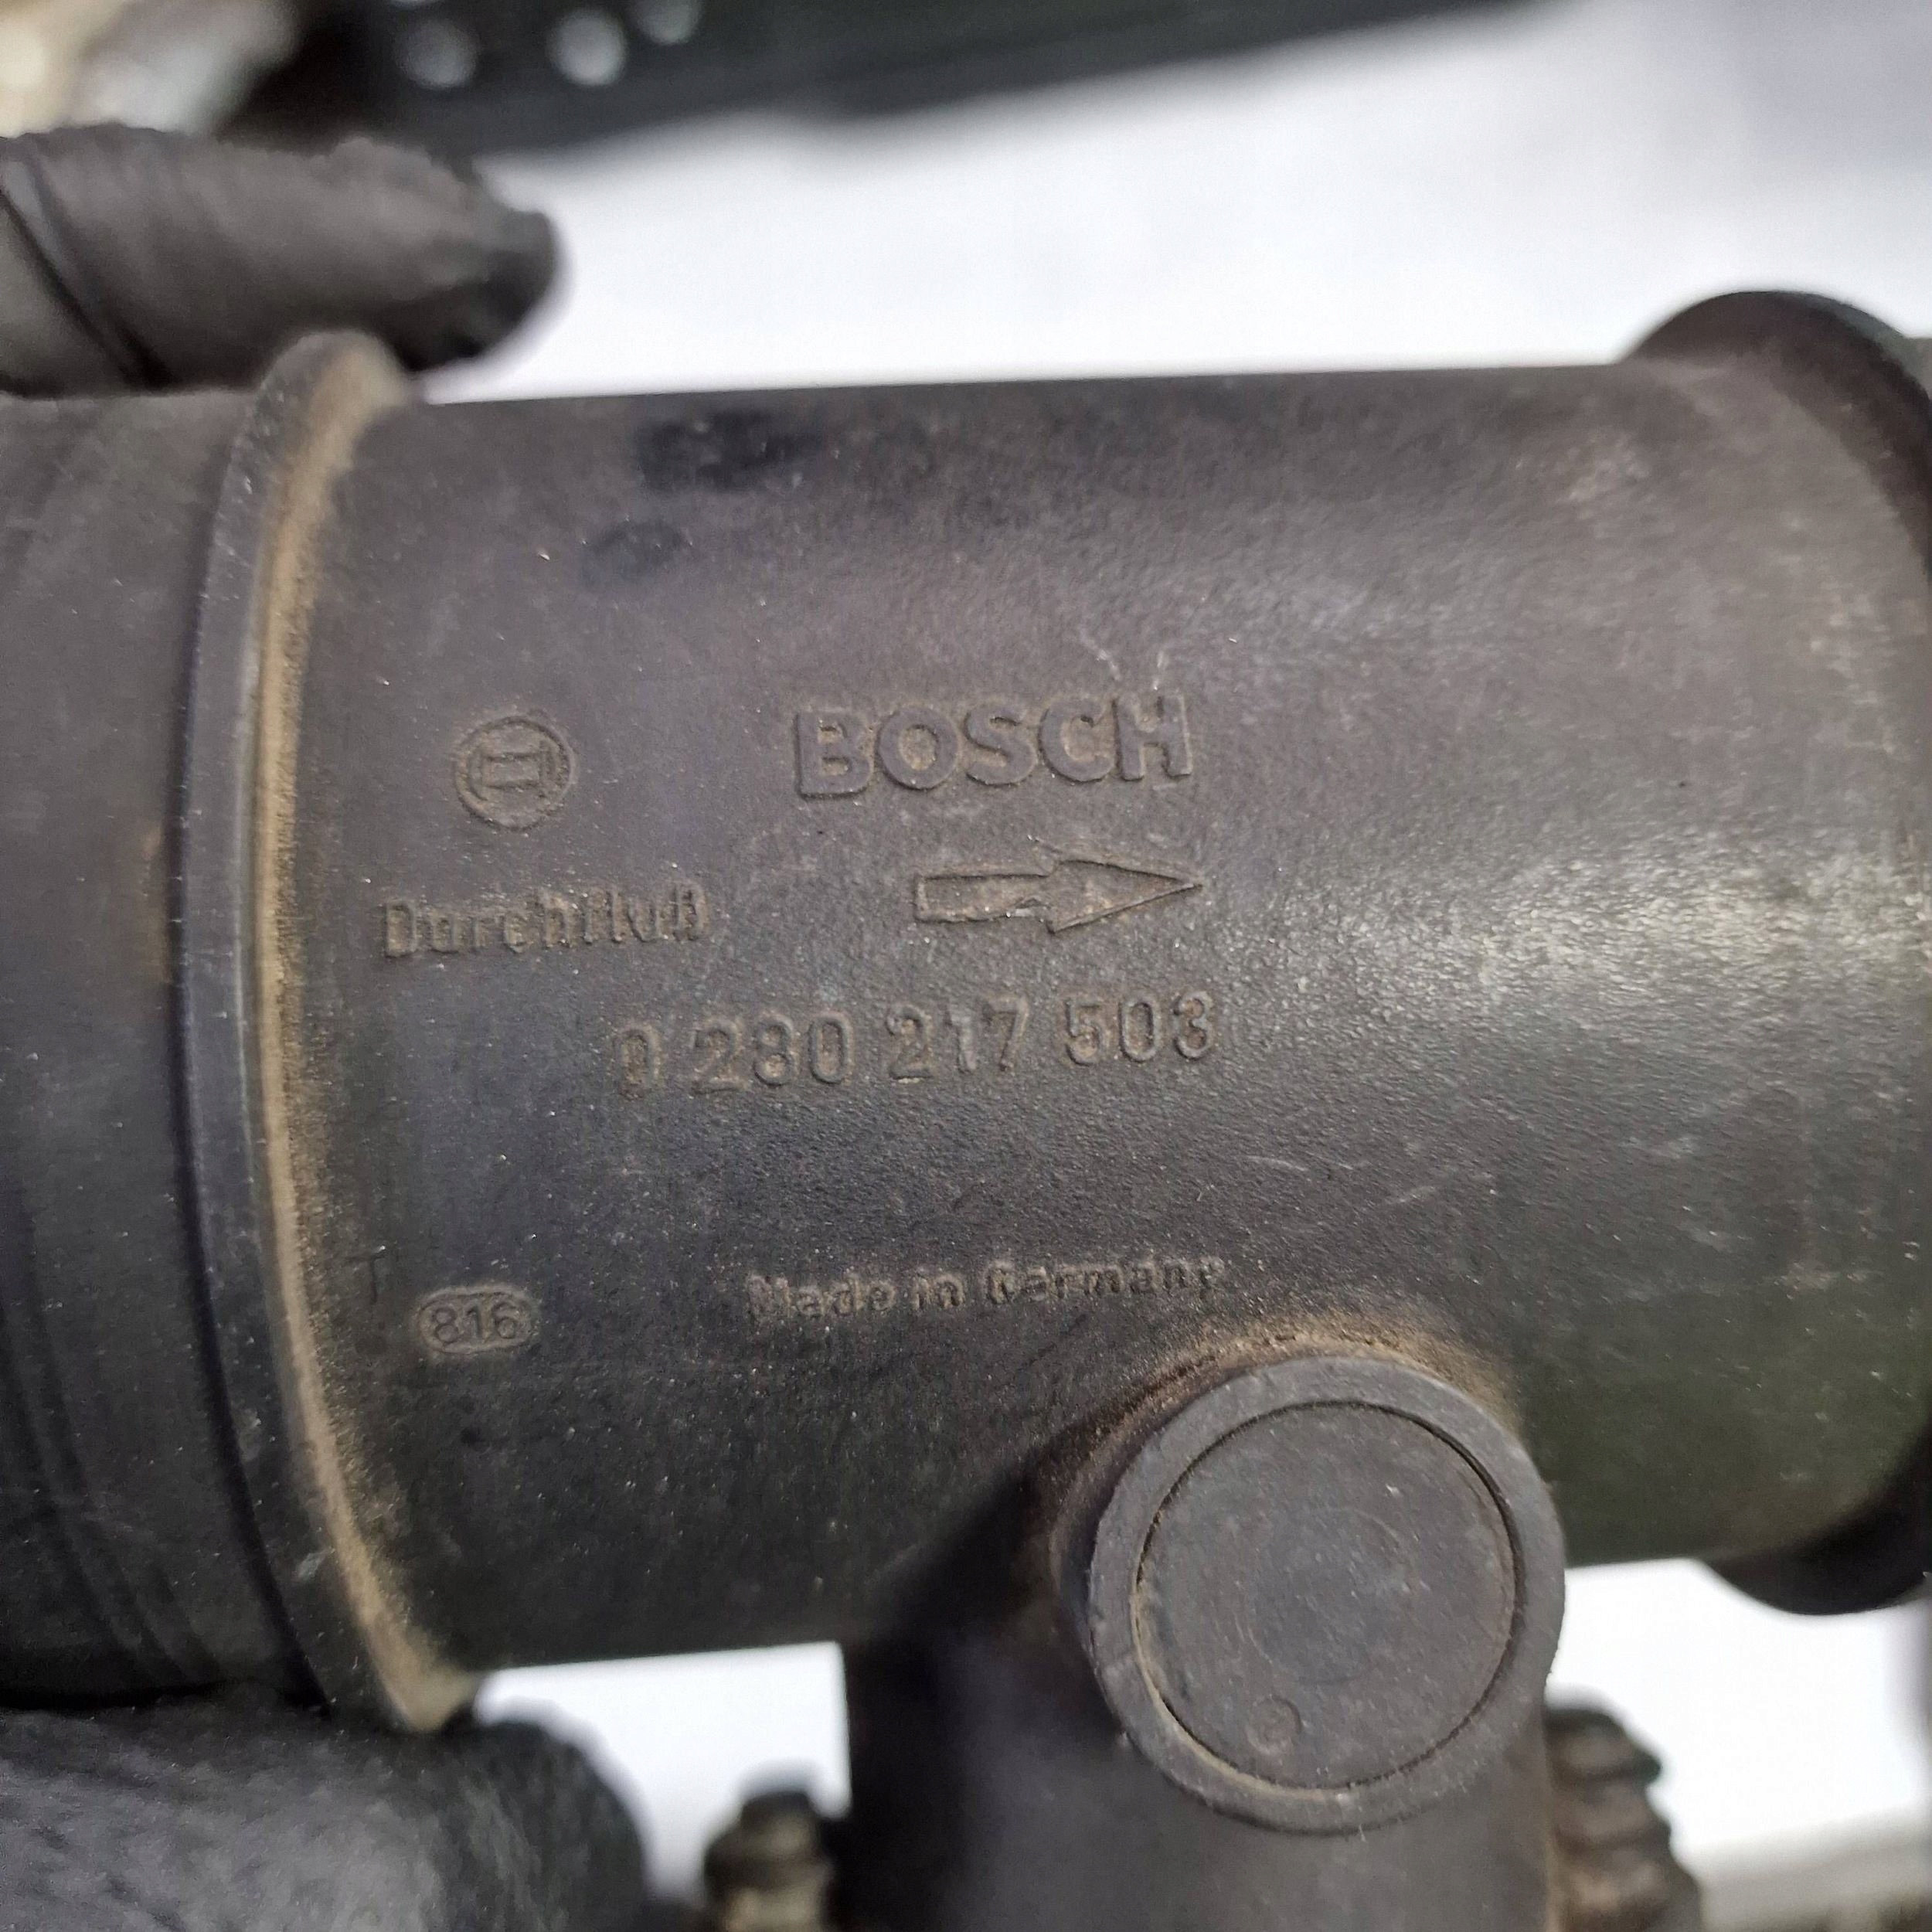 BOSCH
Durchfluß
0 280 217 503
Made in Germany
T
816